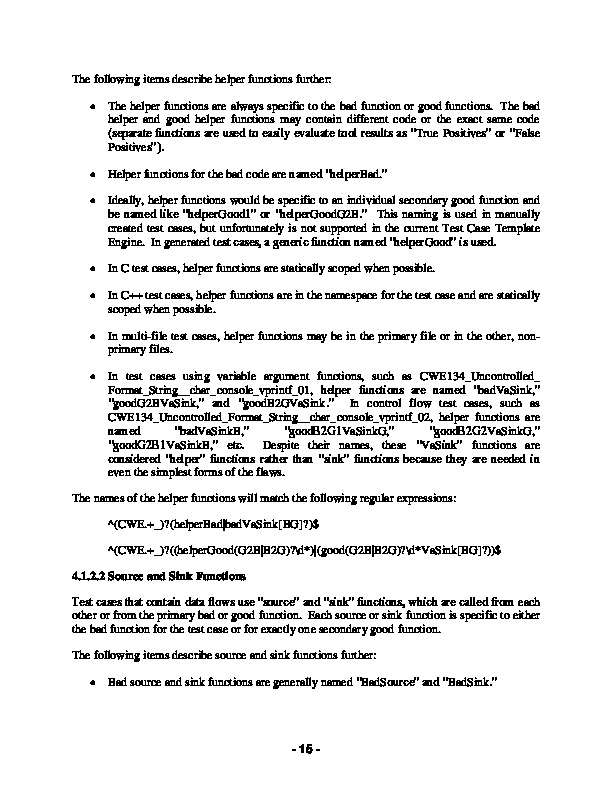 The following items describe helper functions further:
• The helper functions are always specific to the bad function or good functions. The bad
helper and good helper functions may contain different code or the exact same code
(separate functions are used to easily evaluate tool results as "True Positives" or "False
Positives").
• Helper functions for the bad code are named "helperBad."
• Ideally, helper functions would be specific to an individual secondary good function and
be named like "helperGood1" or "helperGoodG2B." This naming is used in manually
created test cases, but unfortunately is not supported in the current Test Case Template
Engine. In generated test cases, a generic function named "helperGood" is used.
• In C test cases, helper functions are statically scoped when possible.
• In C++ test cases, helper functions are in the namespace for the test case and are statically
scoped when possible.
• In multi-file test cases, helper functions may be in the primary file or in the other, non-
primary files.
• In test cases using variable argument functions, such as CWE134_Uncontrolled_
Format_String__char_console_vprintf_01, helper functions are named "badVaSink,"
"goodG2BVaSink," and "goodB2GVaSink." In control flow test cases, such as
CWE134_Uncontrolled_Format_String__char_console_vprintf_02, helper functions are
named "badVaSinkB," "goodB2G1VaSinkG," "goodB2G2VaSinkG,"
"goodG2B1VaSinkB," etc. Despite their names, these "VaSink" functions are
considered "helper" functions rather than "sink" functions because they are needed in
even the simplest forms of the flaws.
The names of the helper functions will match the following regular expressions:
^(CWE.+_)?(helperBad|badVaSink[BG]?)$
^(CWE.+_)?((helperGood(G2B|B2G)?\d*)|(good(G2B|B2G)?\d*VaSink[BG]?))$
4.1.2.2 Source and Sink Functions
Test cases that contain data flows use "source" and "sink" functions, which are called from each
other or from the primary bad or good function. Each source or sink function is specific to either
the bad function for the test case or for exactly one secondary good function.
The following items describe source and sink functions further:
• Bad source and sink functions are generally named "BadSource" and "BadSink."
- 15 -